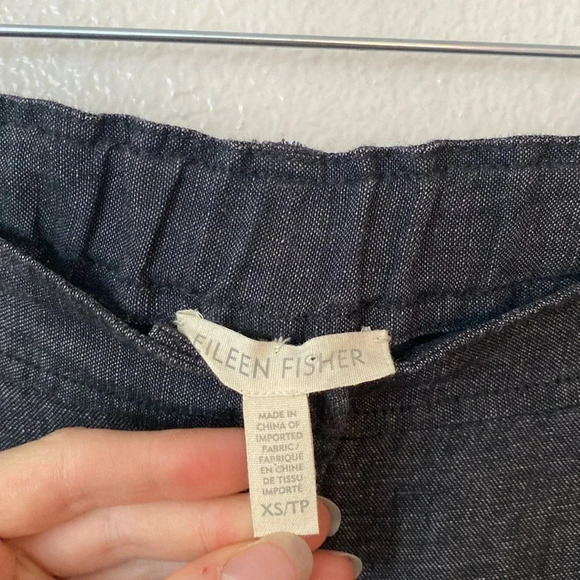 EILEEN FISHER
MADE IN
CHINA OF
IMPORTED
FABRIC/
FABRIQUÉ
EN CHINE
DE TISSU
IMPORTÉ
XS/TP